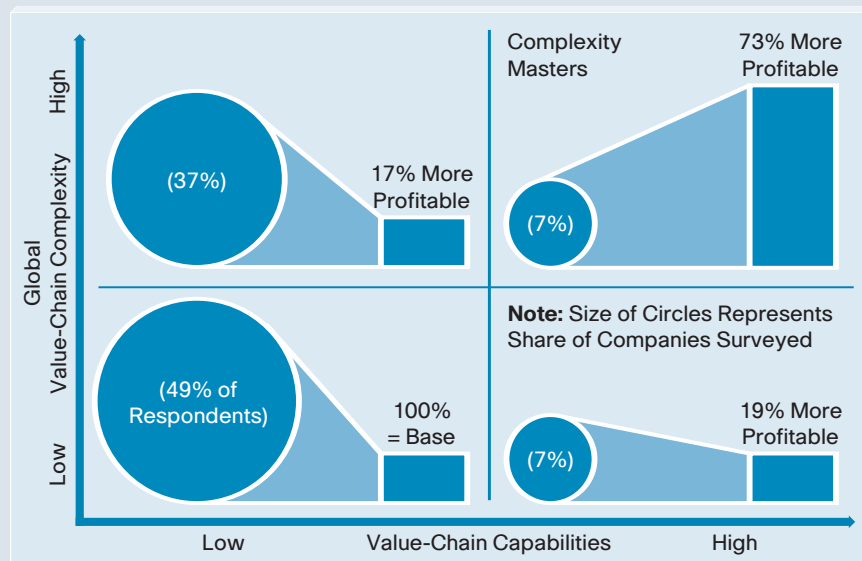 High
Global
Value-Chain Complexity
Low
(37%)
17% More
Profitable
Complexity
Masters
73% More
Profitable
(7%)
(49% of
Respondents)
100%
= Base
Note: Size of Circles Represents
Share of Companies Surveyed
(7%)
19% More
Profitable
Low
Value-Chain Capabilities
High